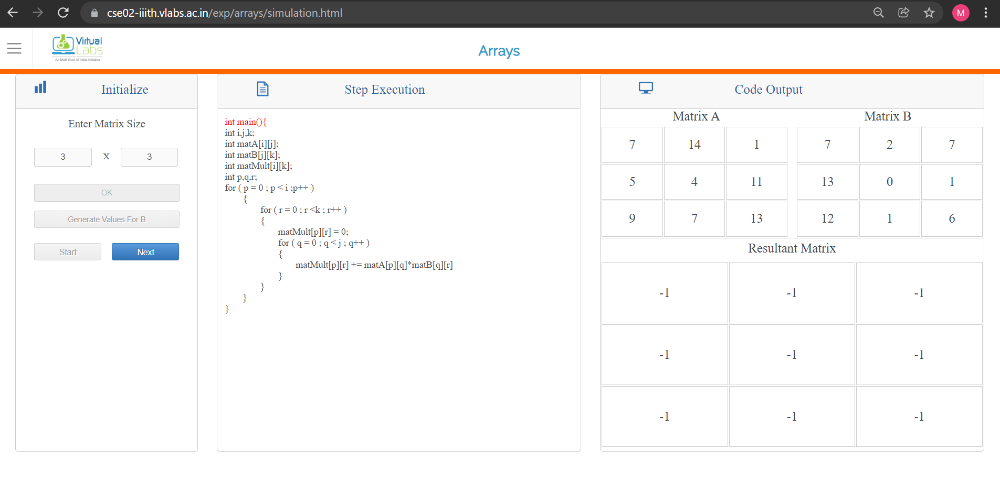 cse02-iiith.vlabs.ac.in/exp/arrays/simulation.html
M
Virtual
Labs
An MoE Govt of India Initiative
Arrays
Initialize
Enter Matrix Size
3 X 3
OK
Generate Values For B
Start Next
Step Execution
int main(){
int i,j,k;
int matA[i][j];
int matB[j][k];
int matMult[i][k];
int p,q,r;
for ( p = 0 ; p < i ;p++ )
{
for ( r = 0 ; r <k ; r++ )
{
matMult[p][r] = 0;
for ( q = 0 ; q < j ; q++ )
{
matMult[p][r] += matA[p][q]*matB[q][r]
}
}
}
}
Code Output
Matrix A Matrix B
7 14 1 7 2 7
5 4 11 13 0 1
9 7 13 12 1 6
Resultant Matrix
-1 -1 -1
-1 -1 -1
-1 -1 -1